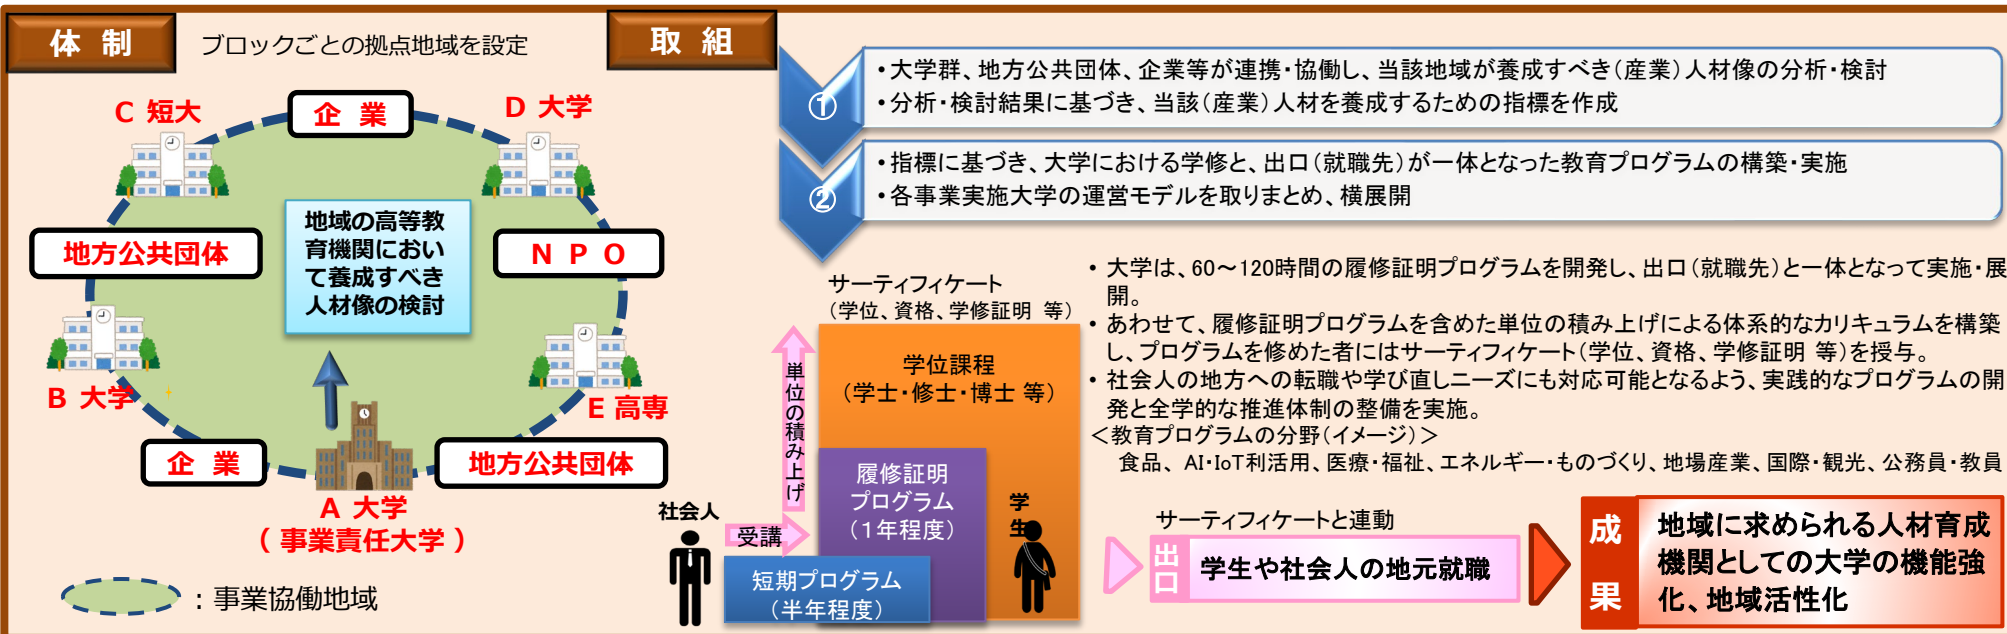 体 制
ブロックごとの拠点地域を設定
C 短大
企 業
D 大学
地方公共団体
地域の高等教
育機関におい
て養成すべき
人材像の検討
N P O
B 大学
E 高専
企 業
地方公共団体
A 大学
( 事業責任大学 )
：事業協働地域
取 組
①
・大学群、地方公共団体、企業等が連携・協働し、当該地域が養成すべき（産業）人材像の分析・検討
・分析・検討結果に基づき、当該（産業）人材を養成するための指標を作成
②
・指標に基づき、大学における学修と、出口（就職先）が一体となった教育プログラムの構築・実施
・各事業実施大学の運営モデルを取りまとめ、横展開
サーティフィケート
（学位、資格、学修証明 等）
単位の積み上げ
学位課程
（学士・修士・博士 等）
履修証明
プログラム
（1年程度）
短期プログラム
（半年程度）
社会人
受講
学生
• 大学は、60～120時間の履修証明プログラムを開発し、出口（就職先）と一体となって実施・展
開。
• あわせて、履修証明プログラムを含めた単位の積み上げによる体系的なカリキュラムを構築
し、プログラムを修めた者にはサーティフィケート（学位、資格、学修証明 等）を授与。
• 社会人の地方への転職や学び直しニーズにも対応可能となるよう、実践的なプログラムの開
発と全学的な推進体制の整備を実施。
＜教育プログラムの分野（イメージ）＞
食品、AI・IoT利活用、医療・福祉、エネルギー・ものづくり、地場産業、国際・観光、公務員・教員
サーティフィケートと連動
出口
学生や社会人の地元就職
成果
地域に求められる人材育成
機関としての大学の機能強
化、地域活性化